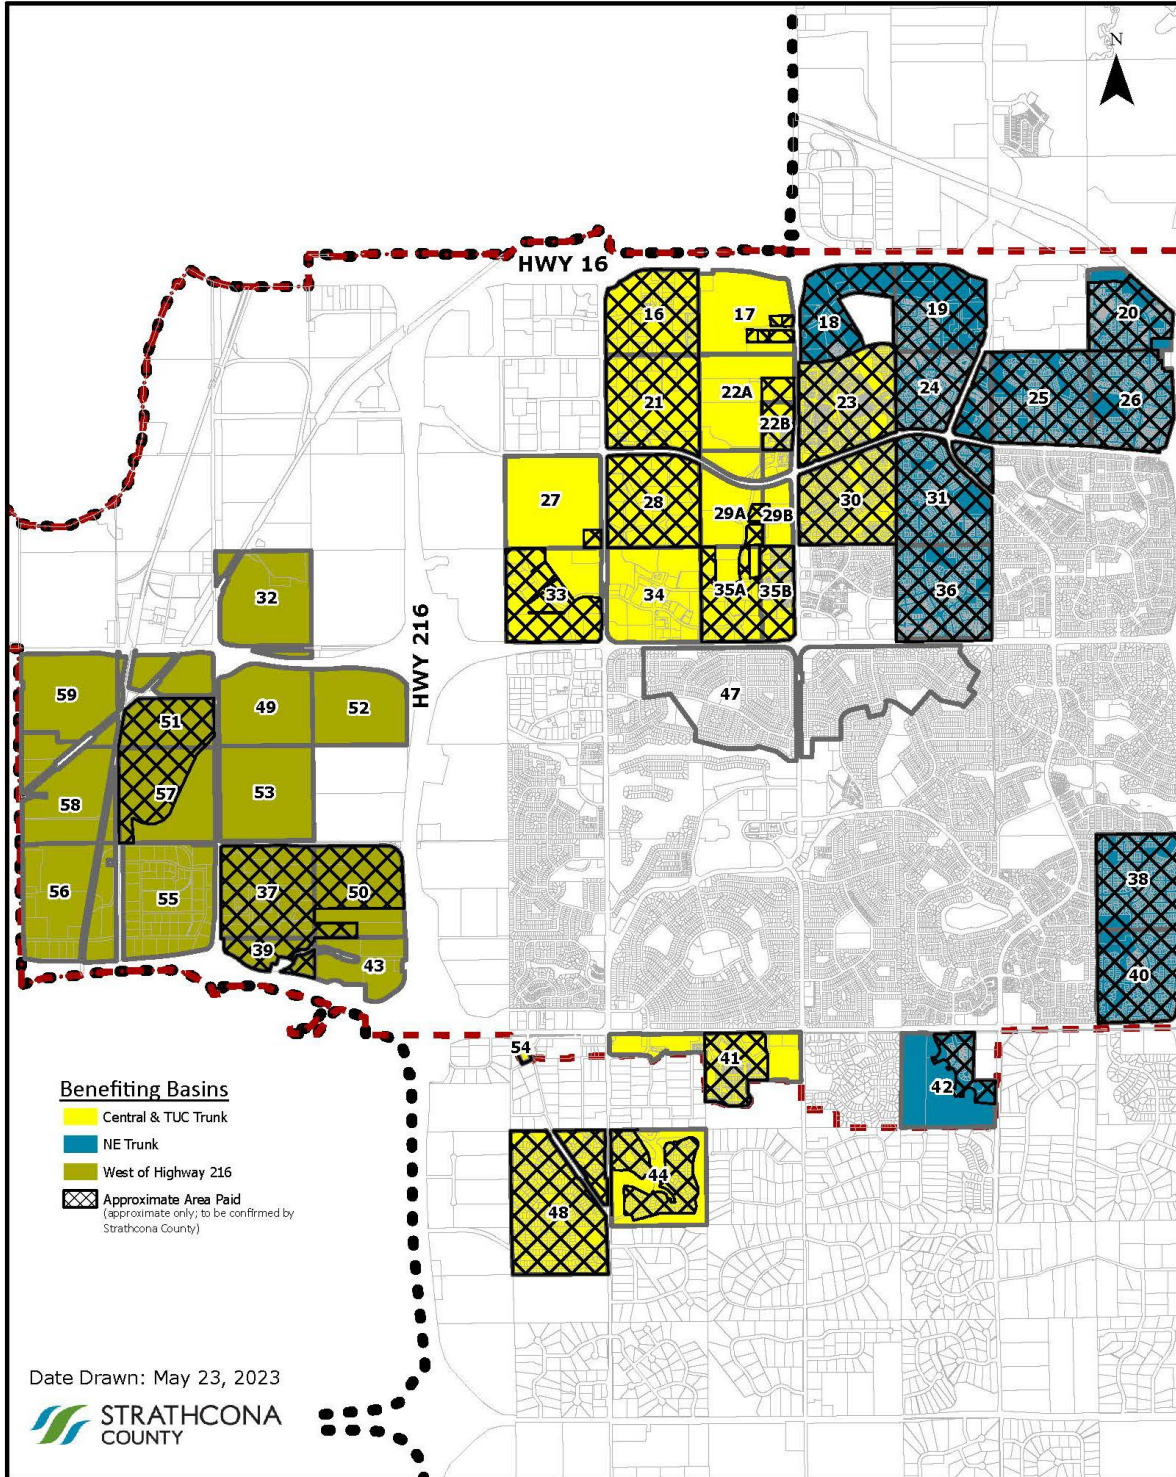 N
HWY 16
16
17
18
19
20
21
22A
22B
23
24
25
26
27
28
29A
29B
30
31
32
33
34
35A
35B
36
HWY 216
59
51
49
52
47
58
57
53
56
55
37
50
38
39
43
40
54
41
42
44
48
Benefiting Basins
Central & TUC Trunk
NE Trunk
West of Highway 216
Approximate Area Paid
(approximate only; to be confirmed by
Strathcona County)
Date Drawn: May 23, 2023
STRATHCONA
COUNTY